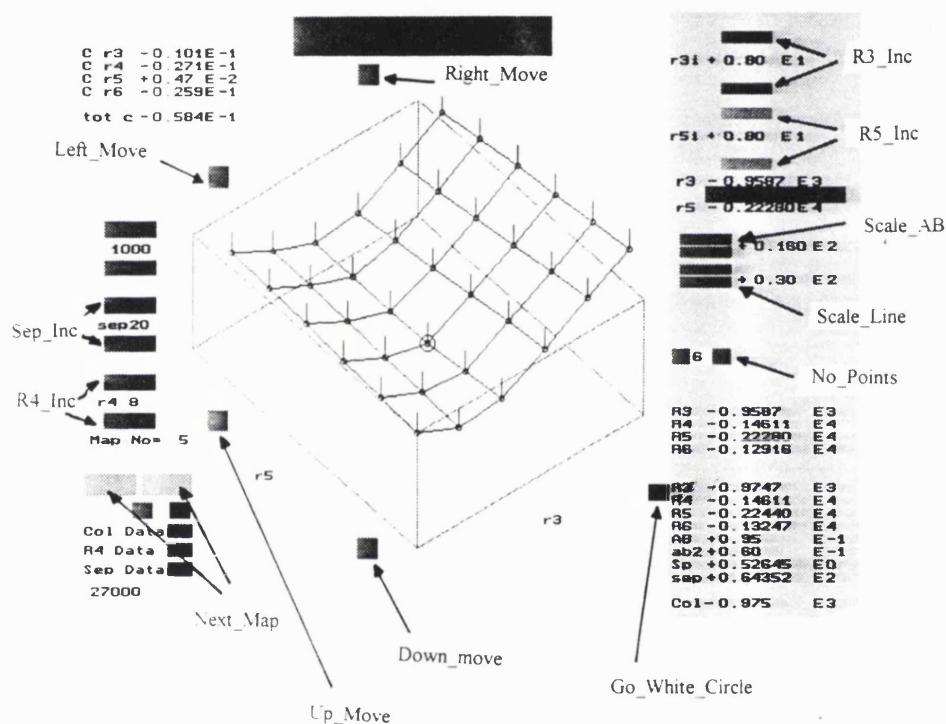 C r3 -0.101E-1
C r4 -0.271E-1
C r5 +0.47 E-2
C r6 -0.259E-1
tot c -0.584E-1
Right_Move
Left_Move
1000
Sep_Inc
sep20
R4_Inc
r4 8
Map No= 5
Col Data
R4 Data
Sep Data
27000
Next_Map
Up_Move
Down_move
r5
r3
Go_White_Circle
R3_Inc
r3i + 0.80 E1
R5_Inc
r5i + 0.80 E1
r3 -0.9587 E3
r5 -0.22280 E4
Scale_AB
+ 0.160 E2
+ 0.30 E2
Scale_Line
6
No_Points
R3 -0.9587 E3
R4 -0.14611 E4
R5 -0.22280 E4
R6 -0.12916 E4
R3 -0.9747 E3
R4 -0.14611 E4
R5 -0.22440 E4
R6 -0.13247 E4
AB +0.95 E-1
ab2 +0.60 E-1
Sp +0.52645 E0
sep +0.64352 E2
Col -0.975 E3